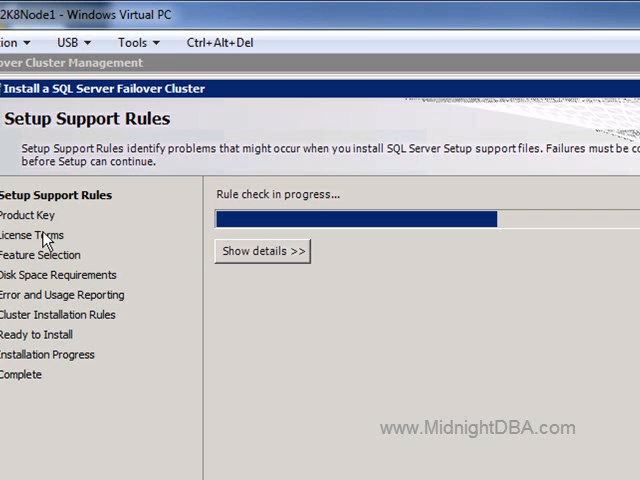 2K8Node1 - Windows Virtual PC
USB Tools Ctrl+Alt+Del
Cluster Management
Install a SQL Server Failover Cluster
Setup Support Rules
Setup Support Rules identify problems that might occur when you install SQL Server Setup support files. Failures must be
before Setup can continue.
Setup Support Rules
Product Key
License Terms
Feature Selection
Disk Space Requirements
Error and Usage Reporting
Cluster Installation Rules
Ready to Install
Installation Progress
Complete
Rule check in progress...
Show details >>
www.MidnightDBA.com